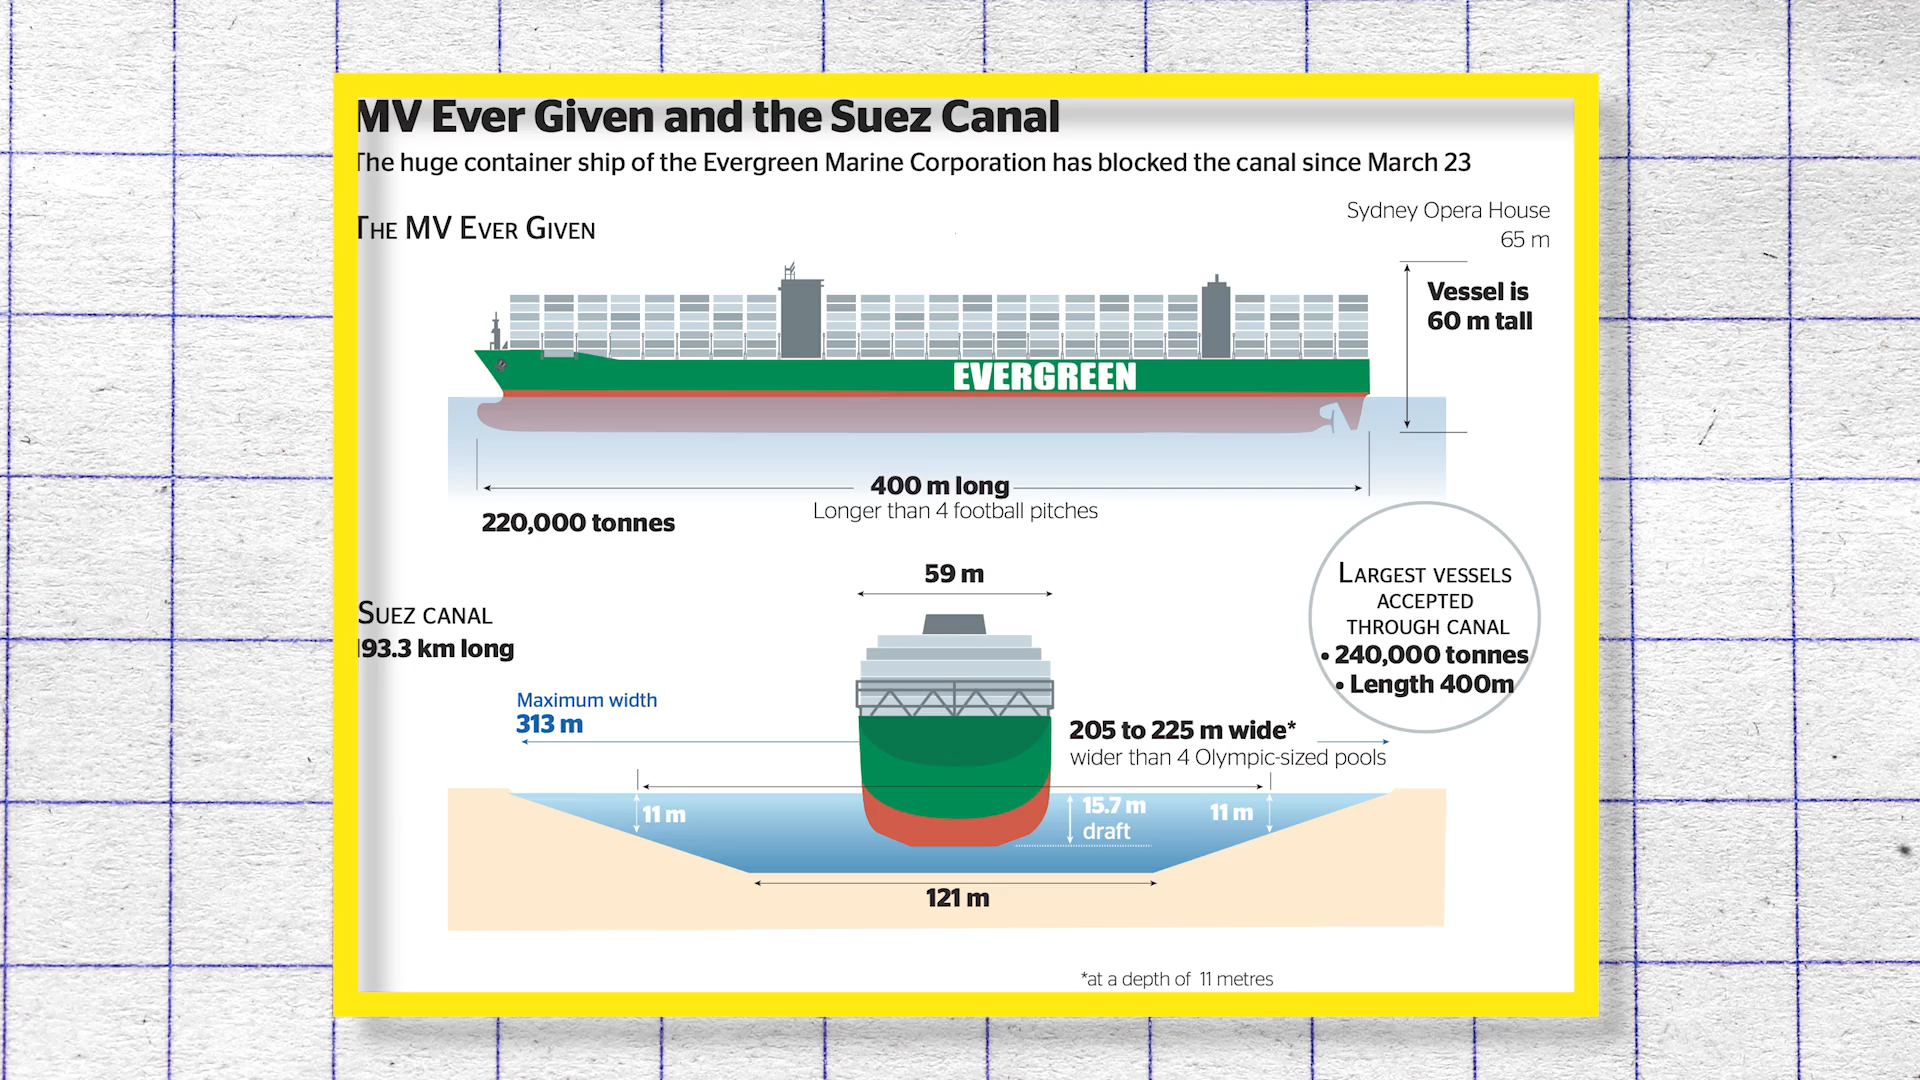 MV Ever Given and the Suez Canal
The huge container ship of the Evergreen Marine Corporation has blocked the canal since March 23
THE MV EVER GIVEN
Sydney Opera House
65 m
Vessel is
60 m tall
EVERGREEN
400 m long
Longer than 4 football pitches
220,000 tonnes
59 m
LARGEST VESSELS
ACCEPTED
THROUGH CANAL
• 240,000 tonnes
• Length 400m
SUEZ CANAL
193.3 km long
Maximum width
313 m
205 to 225 m wide*
wider than 4 Olympic-sized pools
11 m
15.7 m
draft
11 m
121 m
*at a depth of 11 metres